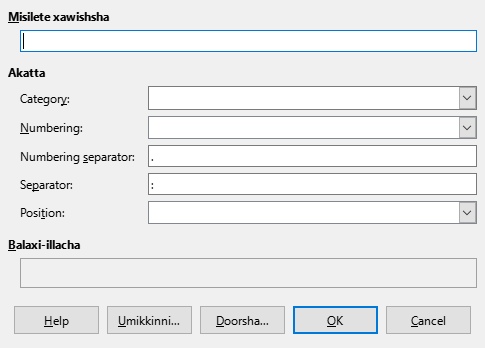 Misilete xawishsha
Akatta
Category:
Numbering:
Numbering separator: .
Separator: :
Position:
Balaxi-illacha
Help Umikkinni... Doorsha... OK Cancel